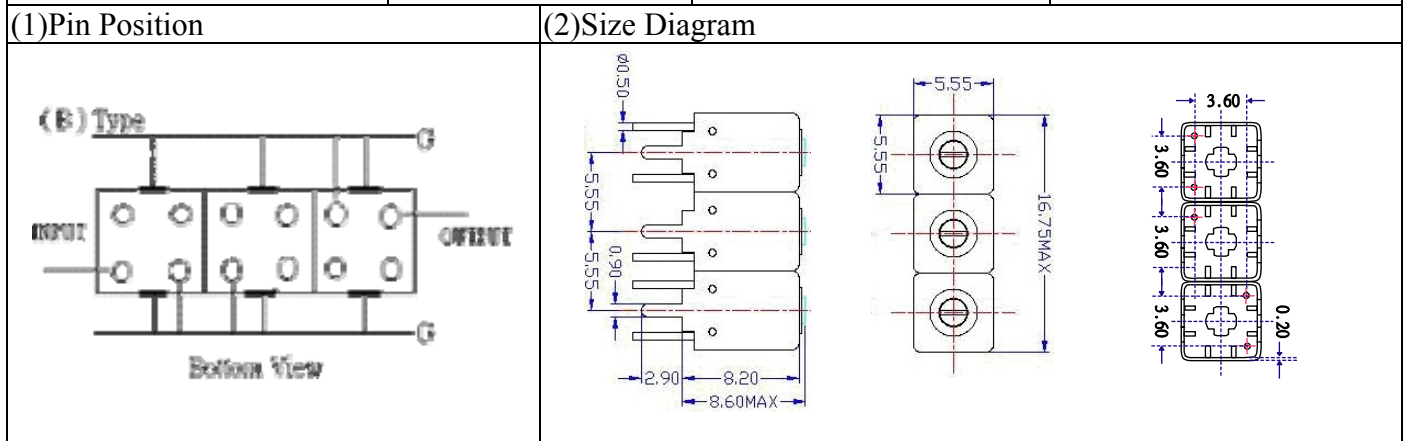 (1)Pin Position
(2)Size Diagram
(B) Type
G
INPUT
OUTPUT
G
Bottom View
ø0.50
5.55
5.55
0.90
2.90
8.20
8.60MAX
5.55
5.55
16.75MAX
3.60
3.60
3.60
3.60
0.20